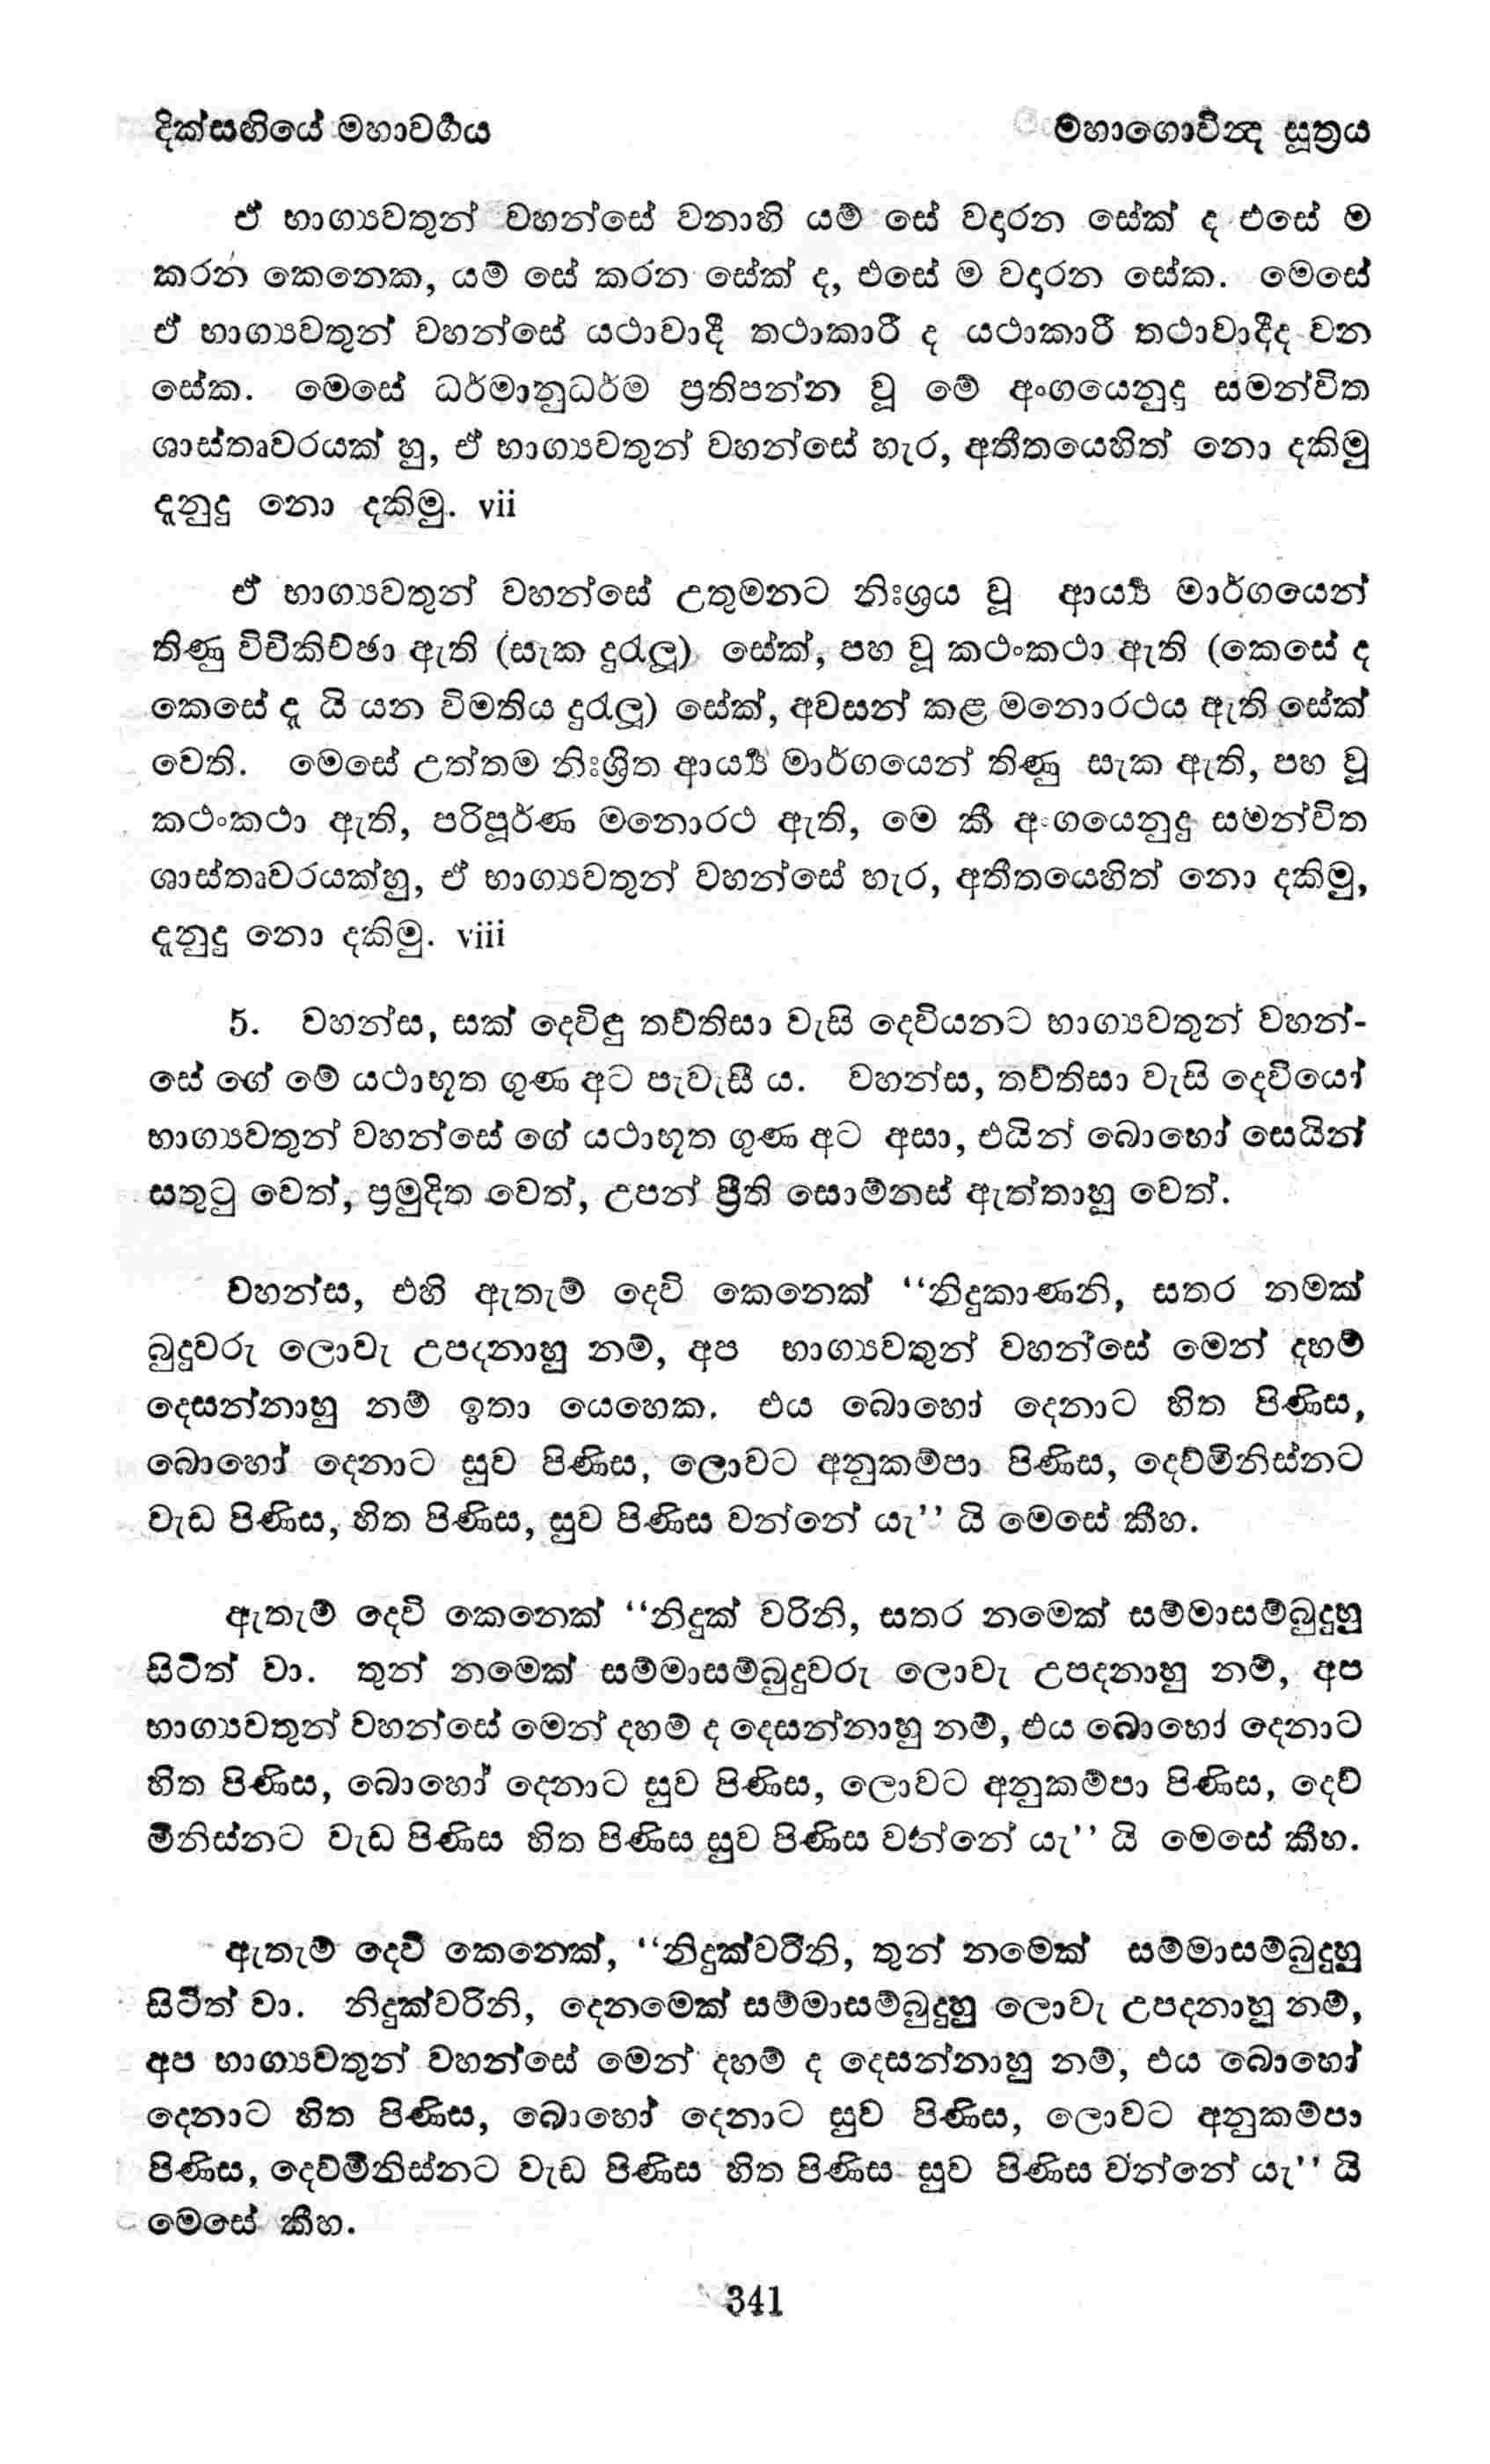 දික්සඟියේ මහාවර්‍ගය
මහාගොවින්‍ද සූත්‍රය
ඒ භාග්‍යවතුන් වහන්සේ වනාහි යම් සේ වදාරන සේක් ද එසේ ම
කරන කෙනෙක, යම් සේ කරන සේක් ද, එසේ ම වදාරන සේක. මෙසේ
ඒ භාග්‍යවතුන් වහන්සේ යථාවාදී තථාකාරී ද යථාකාරී තථාවාදීද වන
සේක. මෙසේ ධර්මානුධර්ම ප්‍රතිපන්න වූ මේ අංගයෙනුදු සමන්විත
ශාස්තෘවරයක් හු, ඒ භාග්‍යවතුන් වහන්සේ හැර, අතීතයෙහිත් නො දකිමු
දැනුදු නො දකිමු. vii
ඒ භාග්‍යවතුන් වහන්සේ උතුමනට නිඃශ්‍රය වූ ආර්‍ය්‍ය මාර්ගයෙන්
තිණු විචිකිච්ඡා ඇති (සැක දුරැලූ) සේක්, පහ වූ කථංකථා ඇති (කෙසේ ද
කෙසේ දැ යි යන විමතිය දුරැලූ) සේක්, අවසන් කළ මනොරථය ඇති සේක්
වෙති. මෙසේ උත්තම නිඃශ්‍රිත ආර්‍ය්‍ය මාර්ගයෙන් තිණු සැක ඇති, පහ වූ
කථංකථා ඇති, පරිපූර්ණ මනොරථ ඇති, මෙ කී අංගයෙනුදු සමන්විත
ශාස්තෘවරයක්හු, ඒ භාග්‍යවතුන් වහන්සේ හැර, අතීතයෙහිත් නො දකිමු,
දැනුදු නො දකිමු. viii
5. වහන්ස, සක් දෙවිඳු තව්තිසා වැසි දෙවියනට භාග්‍යවතුන් වහන්-
සේ ගේ මේ යථාභූත ගුණ අට පැවැසී ය. වහන්ස, තව්තිසා වැසි දෙවියෝ
භාග්‍යවතුන් වහන්සේ ගේ යථාභූත ගුණ අට අසා, එයින් බොහෝ සෙයින්
සතුටු වෙත්, ප්‍රමුදිත වෙත්, උපන් ප්‍රීති සොම්නස් ඇත්තාහු වෙත්.
වහන්ස, එහි ඇතැම් දෙවි කෙනෙක් ‘‘නිදුකාණනි, සතර නමක්
බුදුවරු ලොවැ උපදනාහු නම්, අප භාග්‍යවතුන් වහන්සේ මෙන් දහම්
දෙසන්නාහු නම් ඉතා යෙහෙක. එය බොහෝ දෙනාට හිත පිණිස,
බොහෝ දෙනාට සුව පිණිස, ලොවට අනුකම්පා පිණිස, දෙව්මිනිස්නට
වැඩ පිණිස, හිත පිණිස, සුව පිණිස වන්නේ යැ’’ යි මෙසේ කීහ.
ඇතැම් දෙවි කෙනෙක් ‘‘නිදුක් වරිනි, සතර නමෙක් සම්මාසම්බුදුහු
සිටිත් වා. තුන් නමෙක් සම්මාසම්බුදුවරු ලොවැ උපදනාහු නම්, අප
භාග්‍යවතුන් වහන්සේ මෙන් දහම් ද දෙසන්නාහු නම්, එය බොහෝ දෙනාට
හිත පිණිස, බොහෝ දෙනාට සුව පිණිස, ලොවට අනුකම්පා පිණිස, දෙව්
මිනිස්නට වැඩ පිණිස හිත පිණිස සුව පිණිස වන්නේ යැ’’ යි මෙසේ කීහ.
ඇතැම් දෙවි කෙනෙක්, ‘‘නිදුක්වරිනි, තුන් නමෙක් සම්මාසම්බුදුහු
සිටිත් වා. නිදුක්වරිනි, දෙනමෙක් සම්මාසම්බුදුහු ලොවැ උපදනාහු නම්,
අප භාග්‍යවතුන් වහන්සේ මෙන් දහම් ද දෙසන්නාහු නම්, එය බොහෝ
දෙනාට හිත පිණිස, බොහෝ දෙනාට සුව පිණිස, ලොවට අනුකම්පා
පිණිස, දෙව්මිනිස්නට වැඩ පිණිස හිත පිණිස සුව පිණිස වන්නේ යැ’’ යි
මෙසේ කීහ.
341